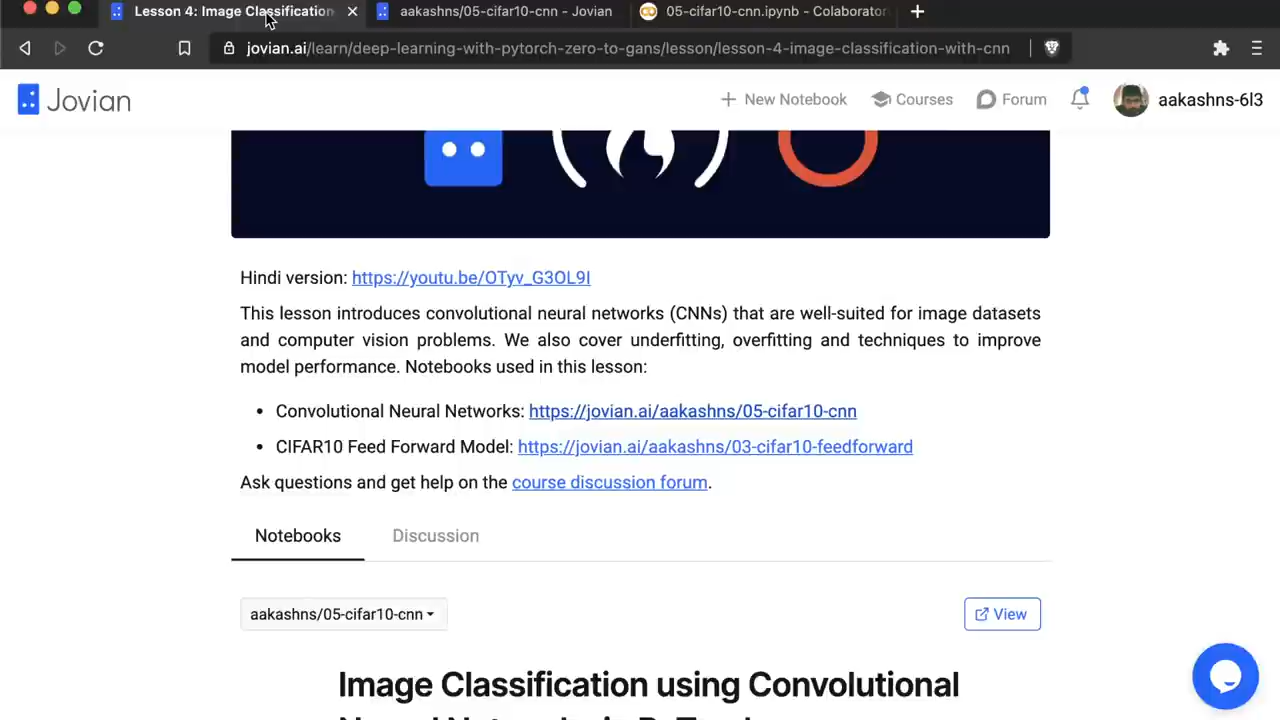 Lesson 4: Image Classification
aakashns/05-cifar10-cnn - Jovian
05-cifar10-cnn.ipynb - Colaborator
jovian.ai/learn/deep-learning-with-pytorch-zero-to-gans/lesson/lesson-4-image-classification-with-cnn
Jovian
New Notebook
Courses
Forum
aakashns-6l3
Hindi version: https://youtu.be/OTyv_G3OL9I
This lesson introduces convolutional neural networks (CNNs) that are well-suited for image datasets
and computer vision problems. We also cover underfitting, overfitting and techniques to improve
model performance. Notebooks used in this lesson:
• Convolutional Neural Networks: https://jovian.ai/aakashns/05-cifar10-cnn
• CIFAR10 Feed Forward Model: https://jovian.ai/aakashns/03-cifar10-feedforward
Ask questions and get help on the course discussion forum.
Notebooks
Discussion
aakashns/05-cifar10-cnn
View
Image Classification using Convolutional